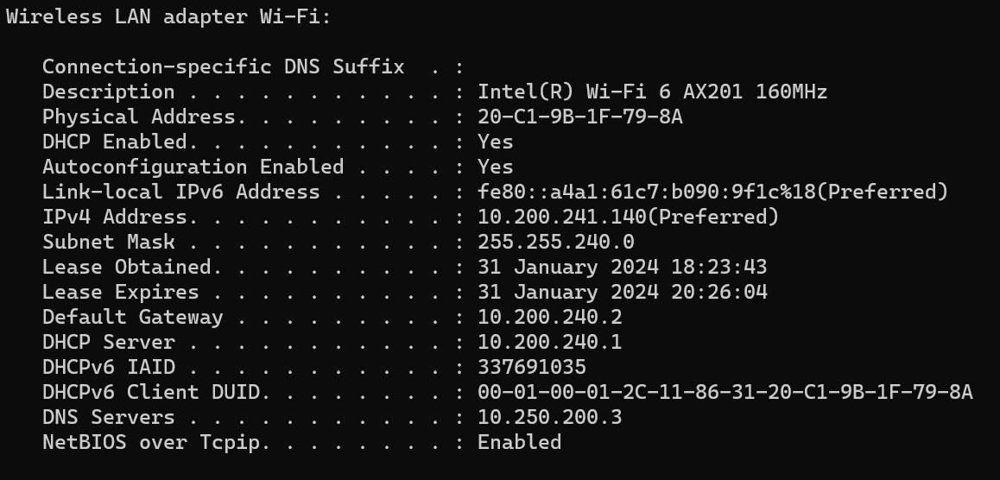 Wireless LAN adapter Wi-Fi:
Connection-specific DNS Suffix  . :
Description . . . . . . . . . . . : Intel(R) Wi-Fi 6 AX201 160MHz
Physical Address. . . . . . . . . : 20-C1-9B-1F-79-8A
DHCP Enabled. . . . . . . . . . . : Yes
Autoconfiguration Enabled . . . . : Yes
Link-local IPv6 Address . . . . . : fe80::a4a1:61c7:b090:9f1c%18(Preferred)
IPv4 Address. . . . . . . . . . . : 10.200.241.140(Preferred)
Subnet Mask . . . . . . . . . . . : 255.255.240.0
Lease Obtained. . . . . . . . . . : 31 January 2024 18:23:43
Lease Expires . . . . . . . . . . : 31 January 2024 20:26:04
Default Gateway . . . . . . . . . : 10.200.240.2
DHCP Server . . . . . . . . . . . : 10.200.240.1
DHCPv6 IAID . . . . . . . . . . . : 337691035
DHCPv6 Client DUID. . . . . . . . : 00-01-00-01-2C-11-86-31-20-C1-9B-1F-79-8A
DNS Servers . . . . . . . . . . . : 10.250.200.3
NetBIOS over Tcpip. . . . . . . . : Enabled